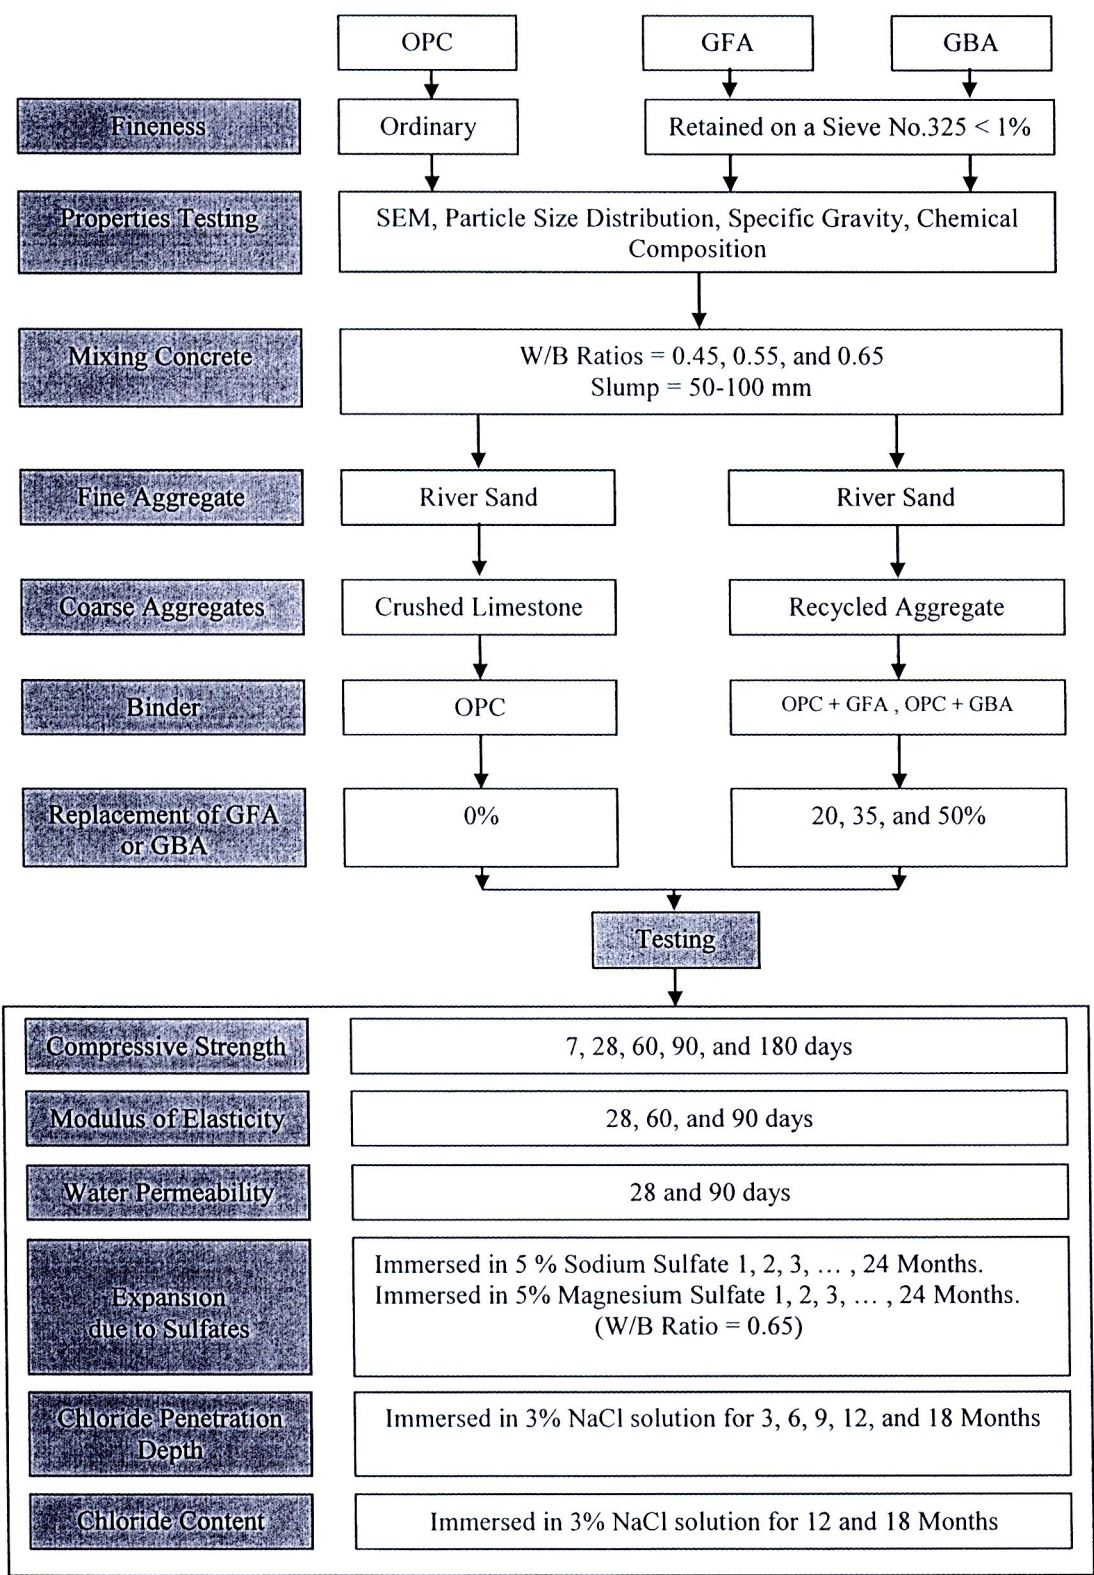 OPC
GFA
GBA
Fineness
Ordinary
Retained on a Sieve No.325 < 1%
Properties Testing
SEM, Particle Size Distribution, Specific Gravity, Chemical
Composition
Mixing Concrete
W/B Ratios = 0.45, 0.55, and 0.65
Slump = 50-100 mm
Fine Aggregate
River Sand
River Sand
Coarse Aggregates
Crushed Limestone
Recycled Aggregate
Binder
OPC
OPC + GFA , OPC + GBA
Replacement of GFA
or GBA
0%
20, 35, and 50%
Testing
Compressive Strength
7, 28, 60, 90, and 180 days
Modulus of Elasticity
28, 60, and 90 days
Water Permeability
28 and 90 days
Expansion
due to Sulfates
Immersed in 5 % Sodium Sulfate 1, 2, 3, … , 24 Months.
Immersed in 5% Magnesium Sulfate 1, 2, 3, … , 24 Months.
(W/B Ratio = 0.65)
Chloride Penetration
Depth
Immersed in 3% NaCl solution for 3, 6, 9, 12, and 18 Months
Chloride Content
Immersed in 3% NaCl solution for 12 and 18 Months